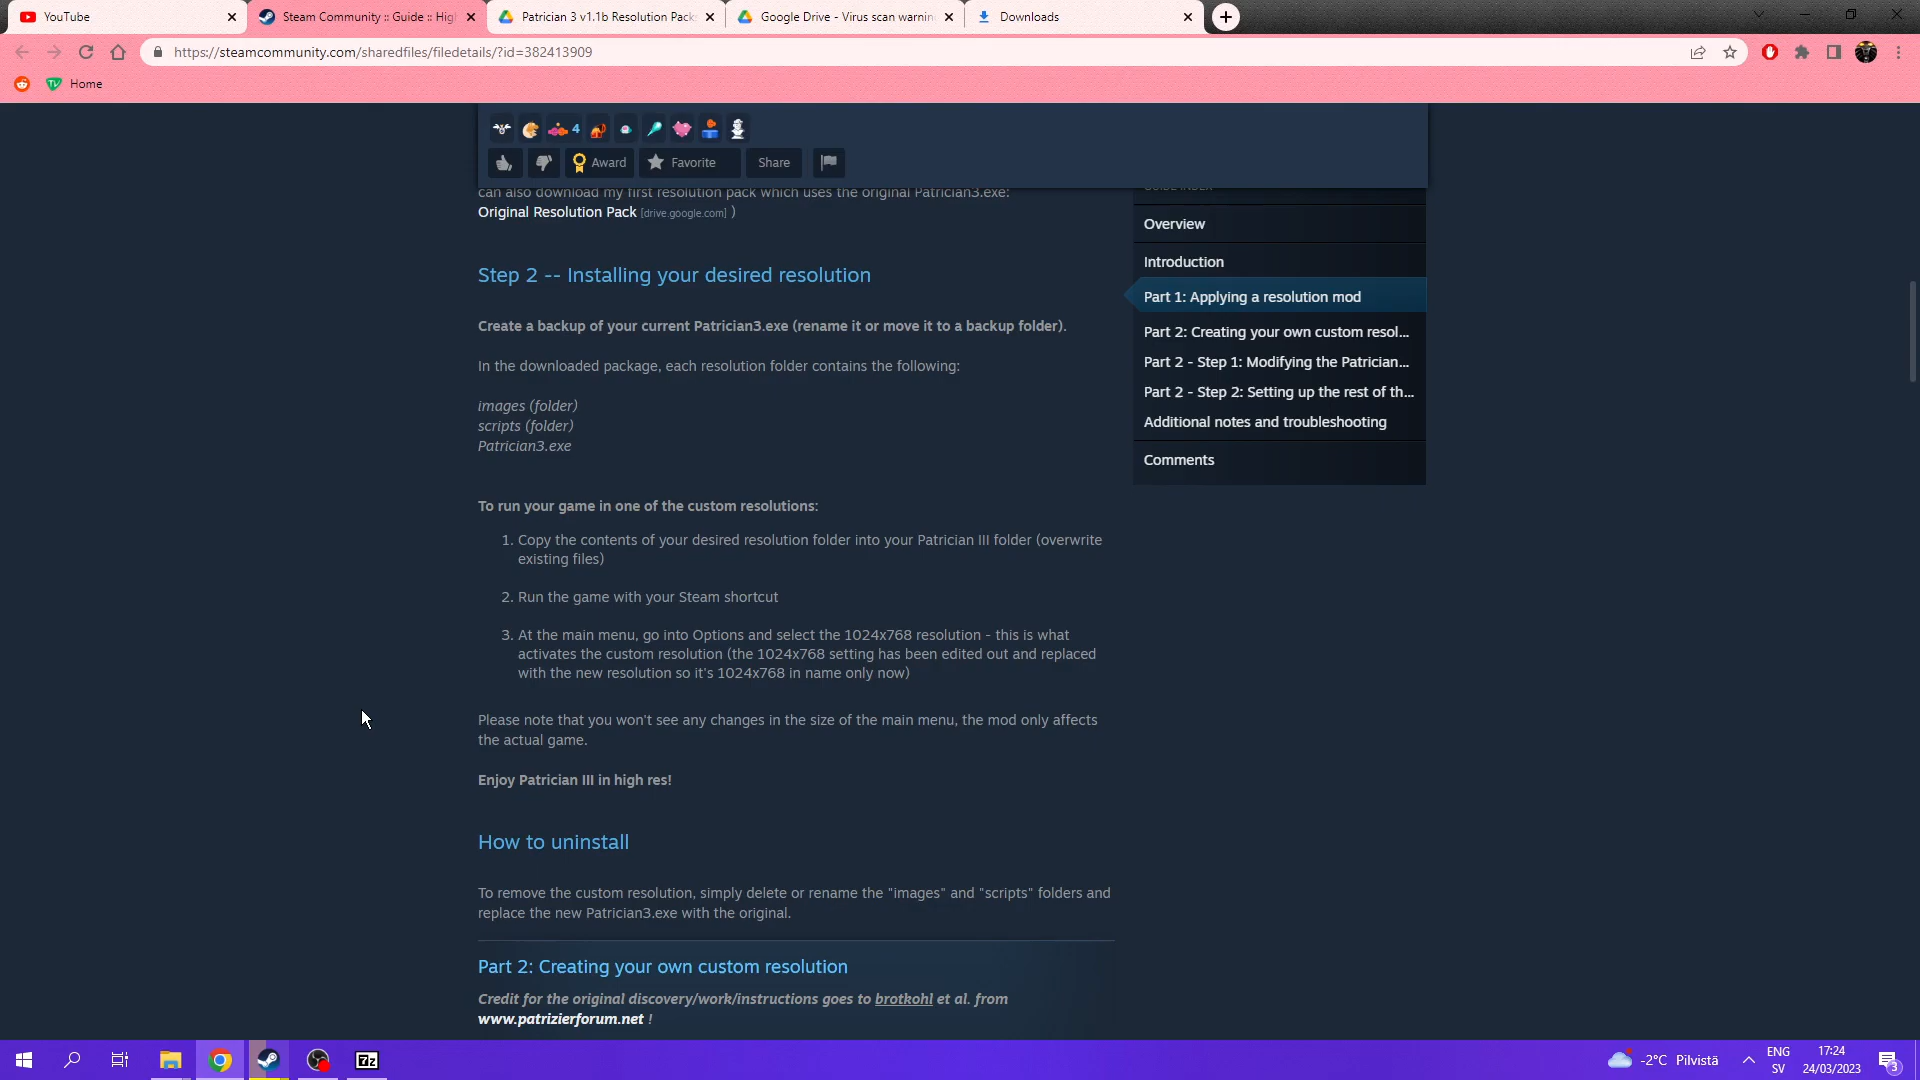 YouTube
Steam Community :: Guide :: Hig
Patrician 3 v1.1b Resolution Pack
Google Drive - Virus scan warnin
Downloads
https://steamcommunity.com/sharedfiles/filedetails/?id=382413909
Home
4
Award
Favorite
Share
can also download my first resolution pack which uses the original Patrician3.exe:
Original Resolution Pack [drive.google.com] )
GUIDE INDEX
Overview
Introduction
Part 1: Applying a resolution mod
Part 2: Creating your own custom resol...
Part 2 - Step 1: Modifying the Patrician...
Part 2 - Step 2: Setting up the rest of th...
Additional notes and troubleshooting
Comments
Step 2 -- Installing your desired resolution
Create a backup of your current Patrician3.exe (rename it or move it to a backup folder).
In the downloaded package, each resolution folder contains the following:
images (folder)
scripts (folder)
Patrician3.exe
To run your game in one of the custom resolutions:
1. Copy the contents of your desired resolution folder into your Patrician III folder (overwrite
existing files)
2. Run the game with your Steam shortcut
3. At the main menu, go into Options and select the 1024x768 resolution - this is what
activates the custom resolution (the 1024x768 setting has been edited out and replaced
with the new resolution so it's 1024x768 in name only now)
Please note that you won't see any changes in the size of the main menu, the mod only affects
the actual game.
Enjoy Patrician III in high res!
How to uninstall
To remove the custom resolution, simply delete or rename the "images" and "scripts" folders and
replace the new Patrician3.exe with the original.
Part 2: Creating your own custom resolution
Credit for the original discovery/work/instructions goes to brotkohl et al. from
www.patrizierforum.net !
7z
-2°C Pilvistä
ENG
SV
17:24
24/03/2023
3